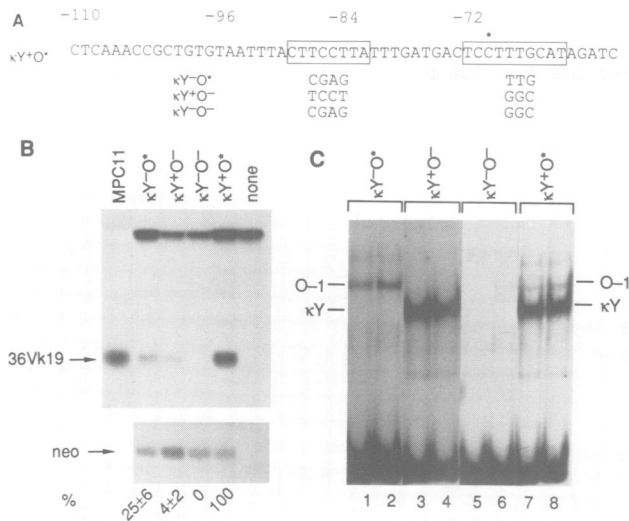 A
-110 -96 -84 -72
κY+O* CTCAAACCGCTGTGTAATTTACTTCCTTATTTGATGACTCCTTTGCATAGATC
κY−O* CGAG TTG
κY+O− TCCT GGC
κY−O− CGAG GGC
B
MPC11 κY−O* κY+O− κY−O− κY+O* none
36Vk19
neo
% 25±6 4±2 0 100
C
κY−O* κY+O− κY−O− κY+O*
O–1 O–1
κY κY
1 2 3 4 5 6 7 8